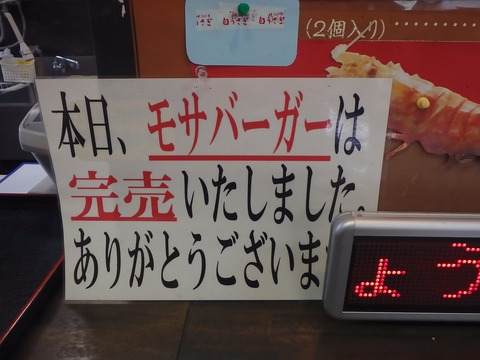 (2個入り)‥‥‥‥
本日、モサバーガーは
完売いたしました。
ありがとうございま
よう